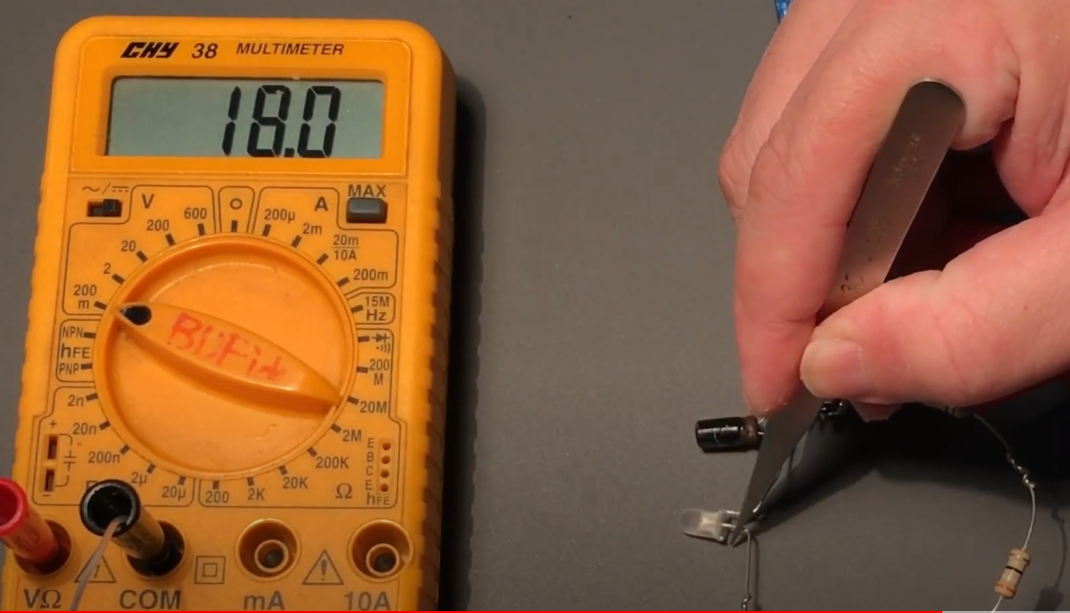 CHY 38 MULTIMETER
18.0
~/⎓ V
A MAX
600
200µ
200
2m
20
20m
10A
2
200m
200
m
15M
Hz
NPN
hFE
PNP
200
M
2n
20M
20n
2M
200n
200K
2µ
20µ
200
2K
20K
Ω
E
B
C
E
hFE
VΩ COM mA 10A